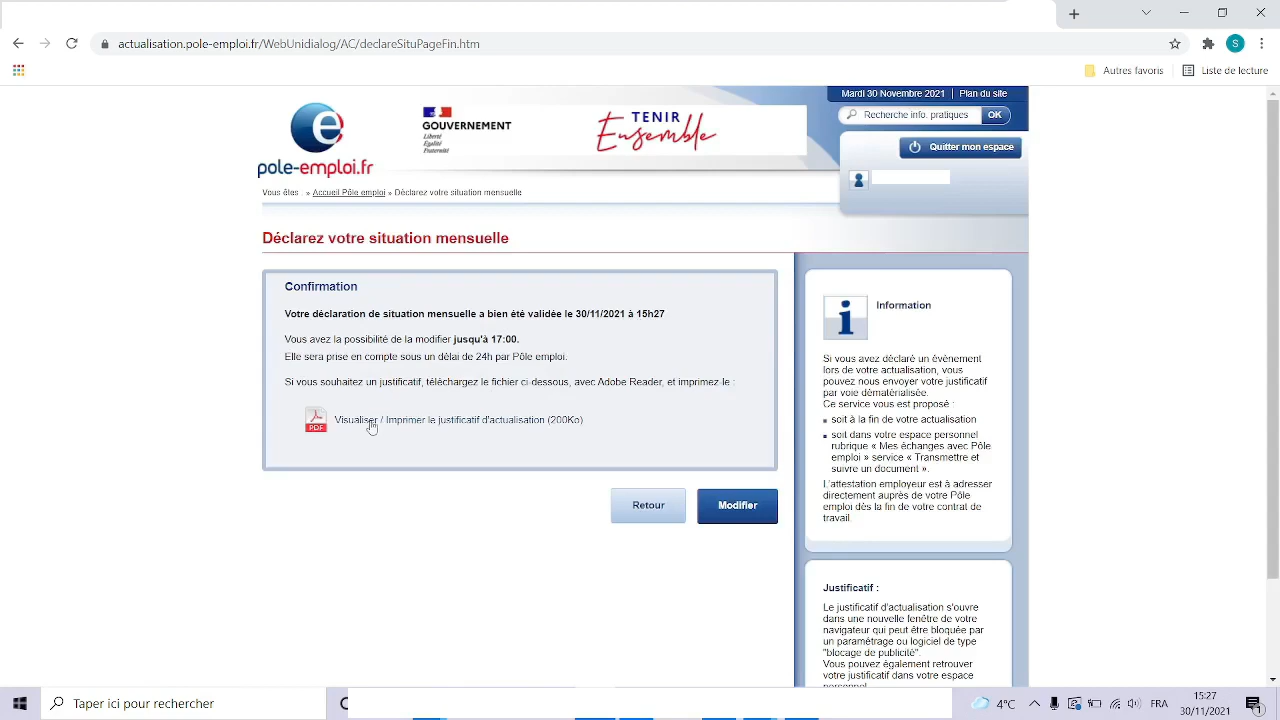 actualisation.pole-emploi.fr/WebUnidialog/AC/declareSituPageFin.htm
S
Autres favoris
Liste de lecture
pole-emploi.fr
GOUVERNEMENT
Liberté
Égalité
Fraternité
TENIR
Ensemble
Mardi 30 Novembre 2021 | Plan du site
Recherche info. pratiques OK
Quitter mon espace
Vous êtes : » Accueil Pôle emploi » Déclarez votre situation mensuelle
Déclarez votre situation mensuelle
Confirmation
Votre déclaration de situation mensuelle a bien été validée le 30/11/2021 à 15h27
Vous avez la possibilité de la modifier jusqu'à 17:00.
Elle sera prise en compte sous un délai de 24h par Pôle emploi.
Si vous souhaitez un justificatif, téléchargez le fichier ci-dessous, avec Adobe Reader, et imprimez-le :
PDF
Visualiser / Imprimer le justificatif d'actualisation (200Ko)
Retour
Modifier
i
Information
Si vous avez déclaré un évènement
lors de votre actualisation, vous
pouvez nous envoyer votre justificatif
par voie dématérialisée.
Ce service vous est proposé :
soit à la fin de votre actualisation
soit dans votre espace personnel
rubrique « Mes échanges avec Pôle
emploi » service « Transmettre et
suivre un document ».
L'attestation employeur est à adresser
directement auprès de votre Pôle
emploi dès la fin de votre contrat de
travail.
Justificatif :
Le justificatif d'actualisation s'ouvre
dans une nouvelle fenêtre de votre
navigateur qui peut être bloquée par
un paramétrage ou logiciel de type
"blocage de publicité".
Vous pouvez également retrouver
votre justificatif dans votre espace
personnel
Taper ici pour rechercher
4°C
FRA
15:27
30/11/2021
1